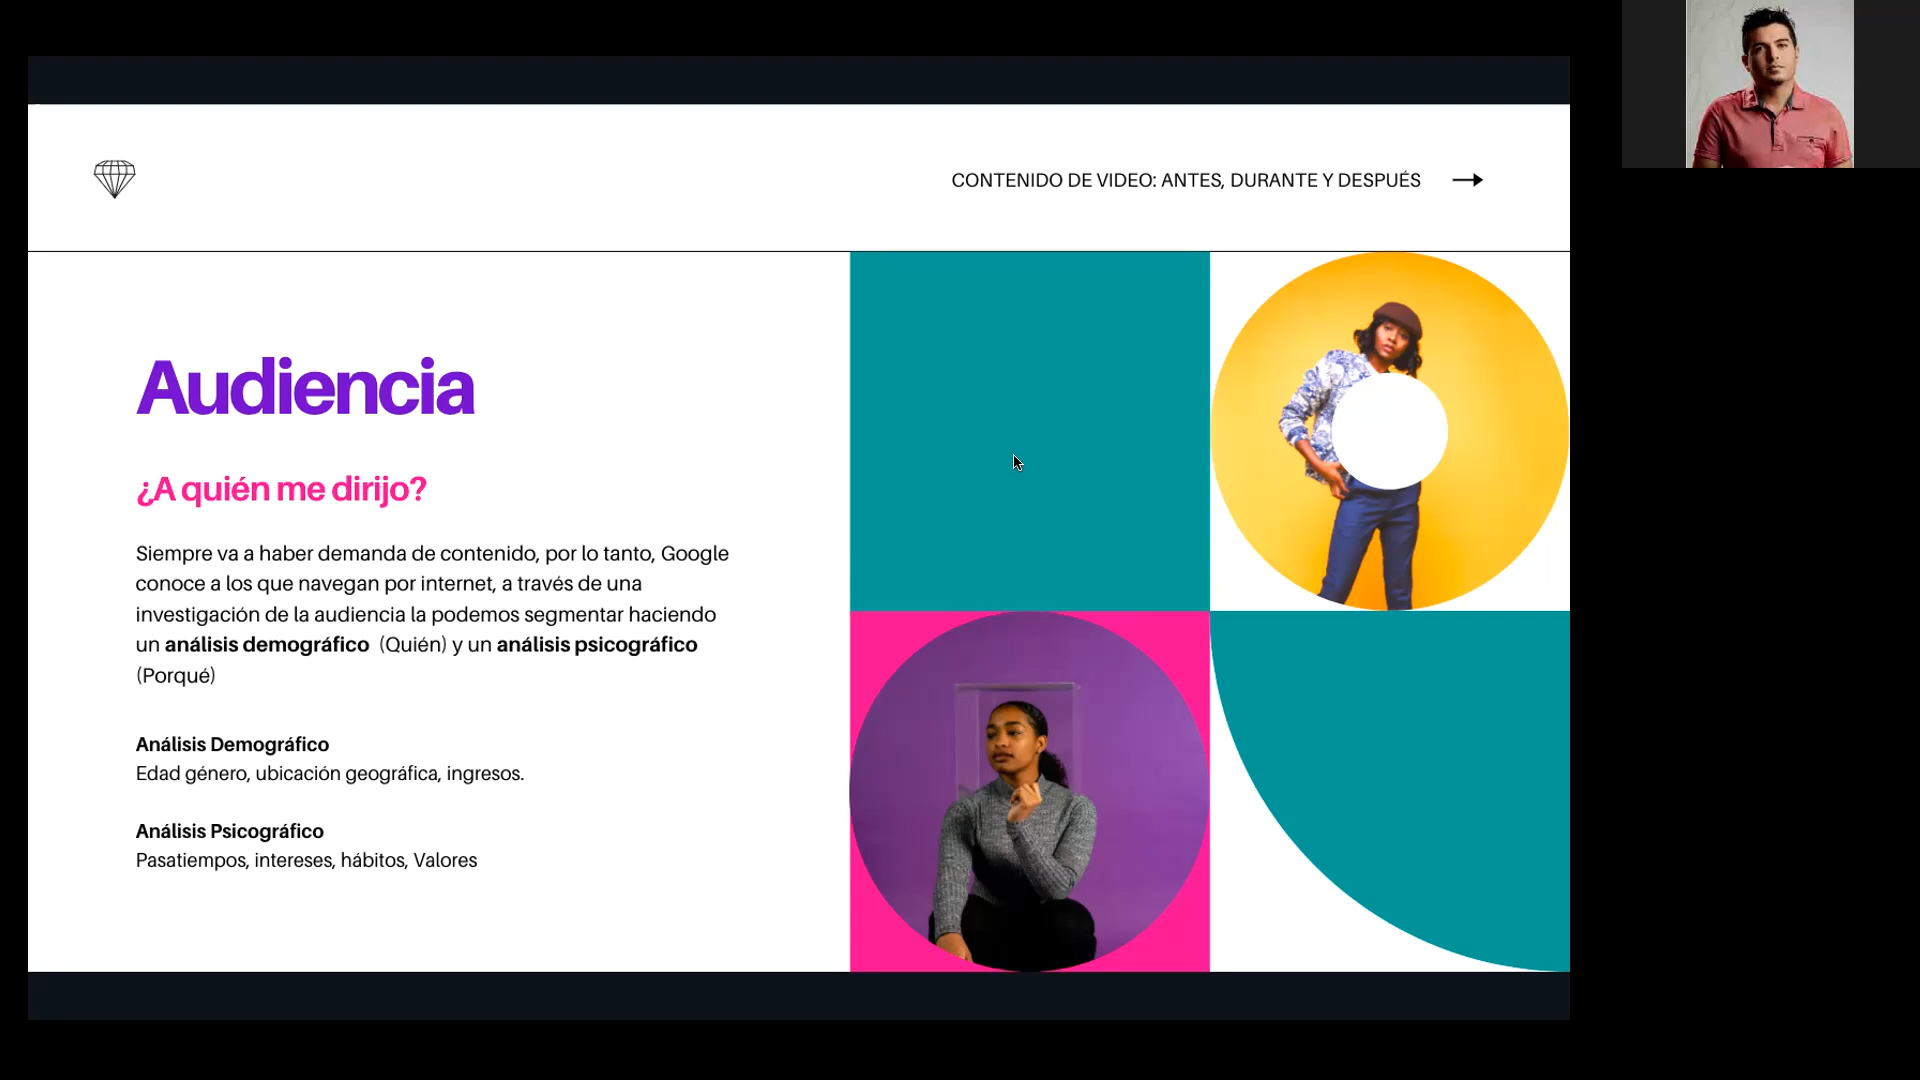 CONTENIDO DE VIDEO: ANTES, DURANTE Y DESPUÉS
Audiencia
¿A quién me dirijo?
Siempre va a haber demanda de contenido, por lo tanto, Google
conoce a los que navegan por internet, a través de una
investigación de la audiencia la podemos segmentar haciendo
un análisis demográfico (Quién) y un análisis psicográfico
(Porqué)
Análisis Demográfico
Edad género, ubicación geográfica, ingresos.
Análisis Psicográfico
Pasatiempos, intereses, hábitos, Valores